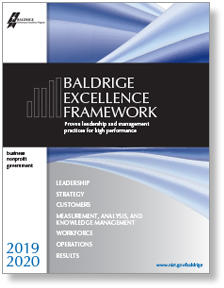 BALDRIGE
BALDRIGE
EXCELLENCE
FRAMEWORK
Proven leadership and management
practices for high performance
business
nonprofit
government
LEADERSHIP
STRATEGY
CUSTOMERS
MEASUREMENT, ANALYSIS, AND
KNOWLEDGE MANAGEMENT
WORKFORCE
OPERATIONS
RESULTS
2019
2020
www.nist.gov/baldrige